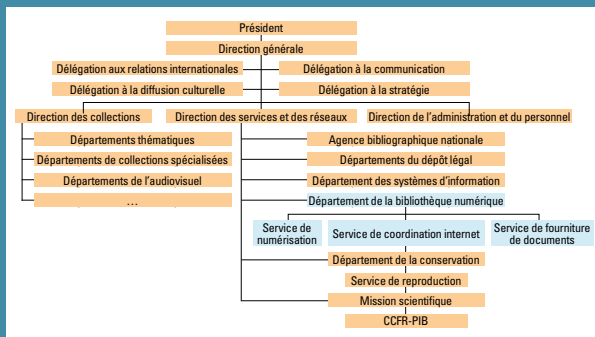 Président
Direction générale
Délégation aux relations internationales
Délégation à la communication
Délégation à la diffusion culturelle
Délégation à la stratégie
Direction des collections
Direction des services et des réseaux
Direction de l'administration et du personnel
Départements thématiques
Agence bibliographique nationale
Départements de collections spécialisées
Départements du dépôt légal
Départements de l'audiovisuel
Département des systèmes d'information
...
Département de la bibliothèque numérique
Service de
numérisation
Service de coordination internet
Service de fourniture
de documents
Département de la conservation
Service de reproduction
Mission scientifique
CCFR-PIB